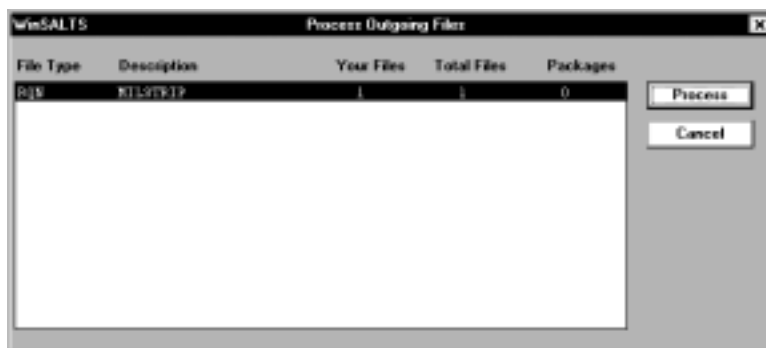 WinSALTS Process Outgoing Files X
File Type Description Your Files Total Files Packages
RQN MILSTRIP 1 1 0
Process
Cancel